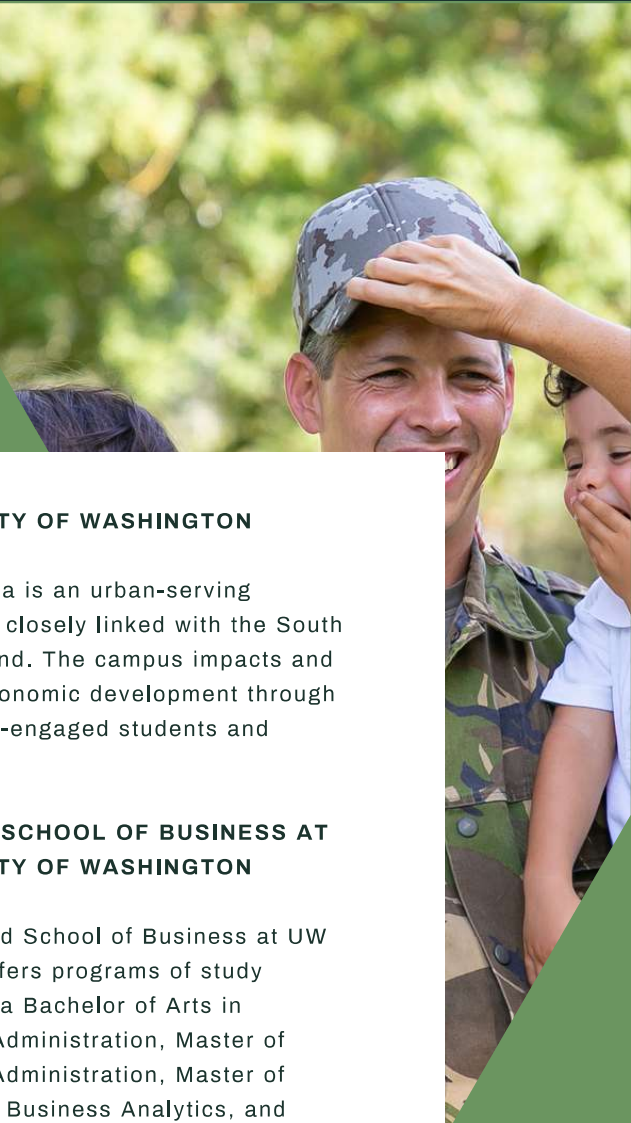 TY OF WASHINGTON
a is an urban-serving
closely linked with the South
nd. The campus impacts and
onomic development through
-engaged students and
SCHOOL OF BUSINESS AT
TY OF WASHINGTON
d School of Business at UW
fers programs of study
a Bachelor of Arts in
Administration, Master of
Administration, Master of
Business Analytics, and